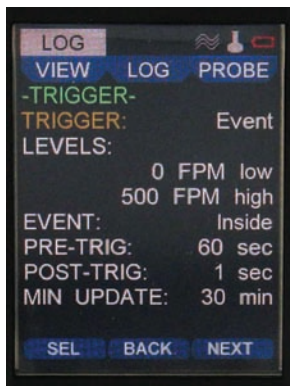 LOG
VIEW LOG PROBE
-TRIGGER-
TRIGGER: Event
LEVELS:
0 FPM low
500 FPM high
EVENT: Inside
PRE-TRIG: 60 sec
POST-TRIG: 1 sec
MIN UPDATE: 30 min
SEL BACK NEXT